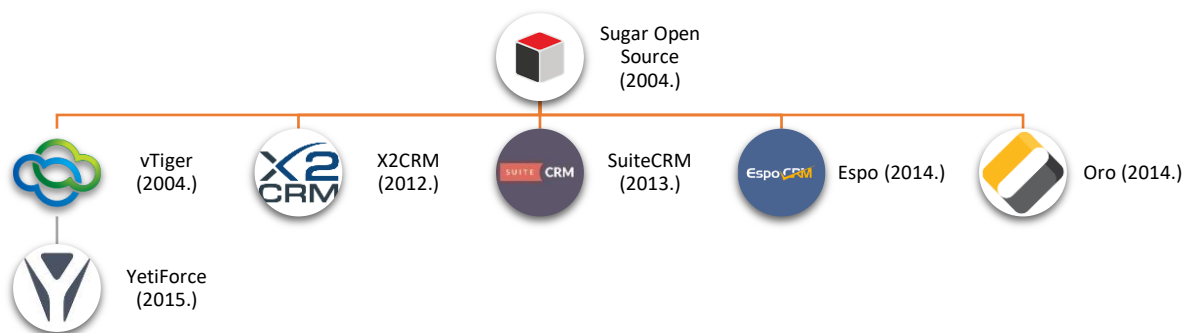 Sugar Open
Source
(2004.)
vTiger
(2004.)
X2
CRM
X2CRM
(2012.)
SUITE CRM
SuiteCRM
(2013.)
EspoCRM
Espo (2014.)
Oro (2014.)
YetiForce
(2015.)